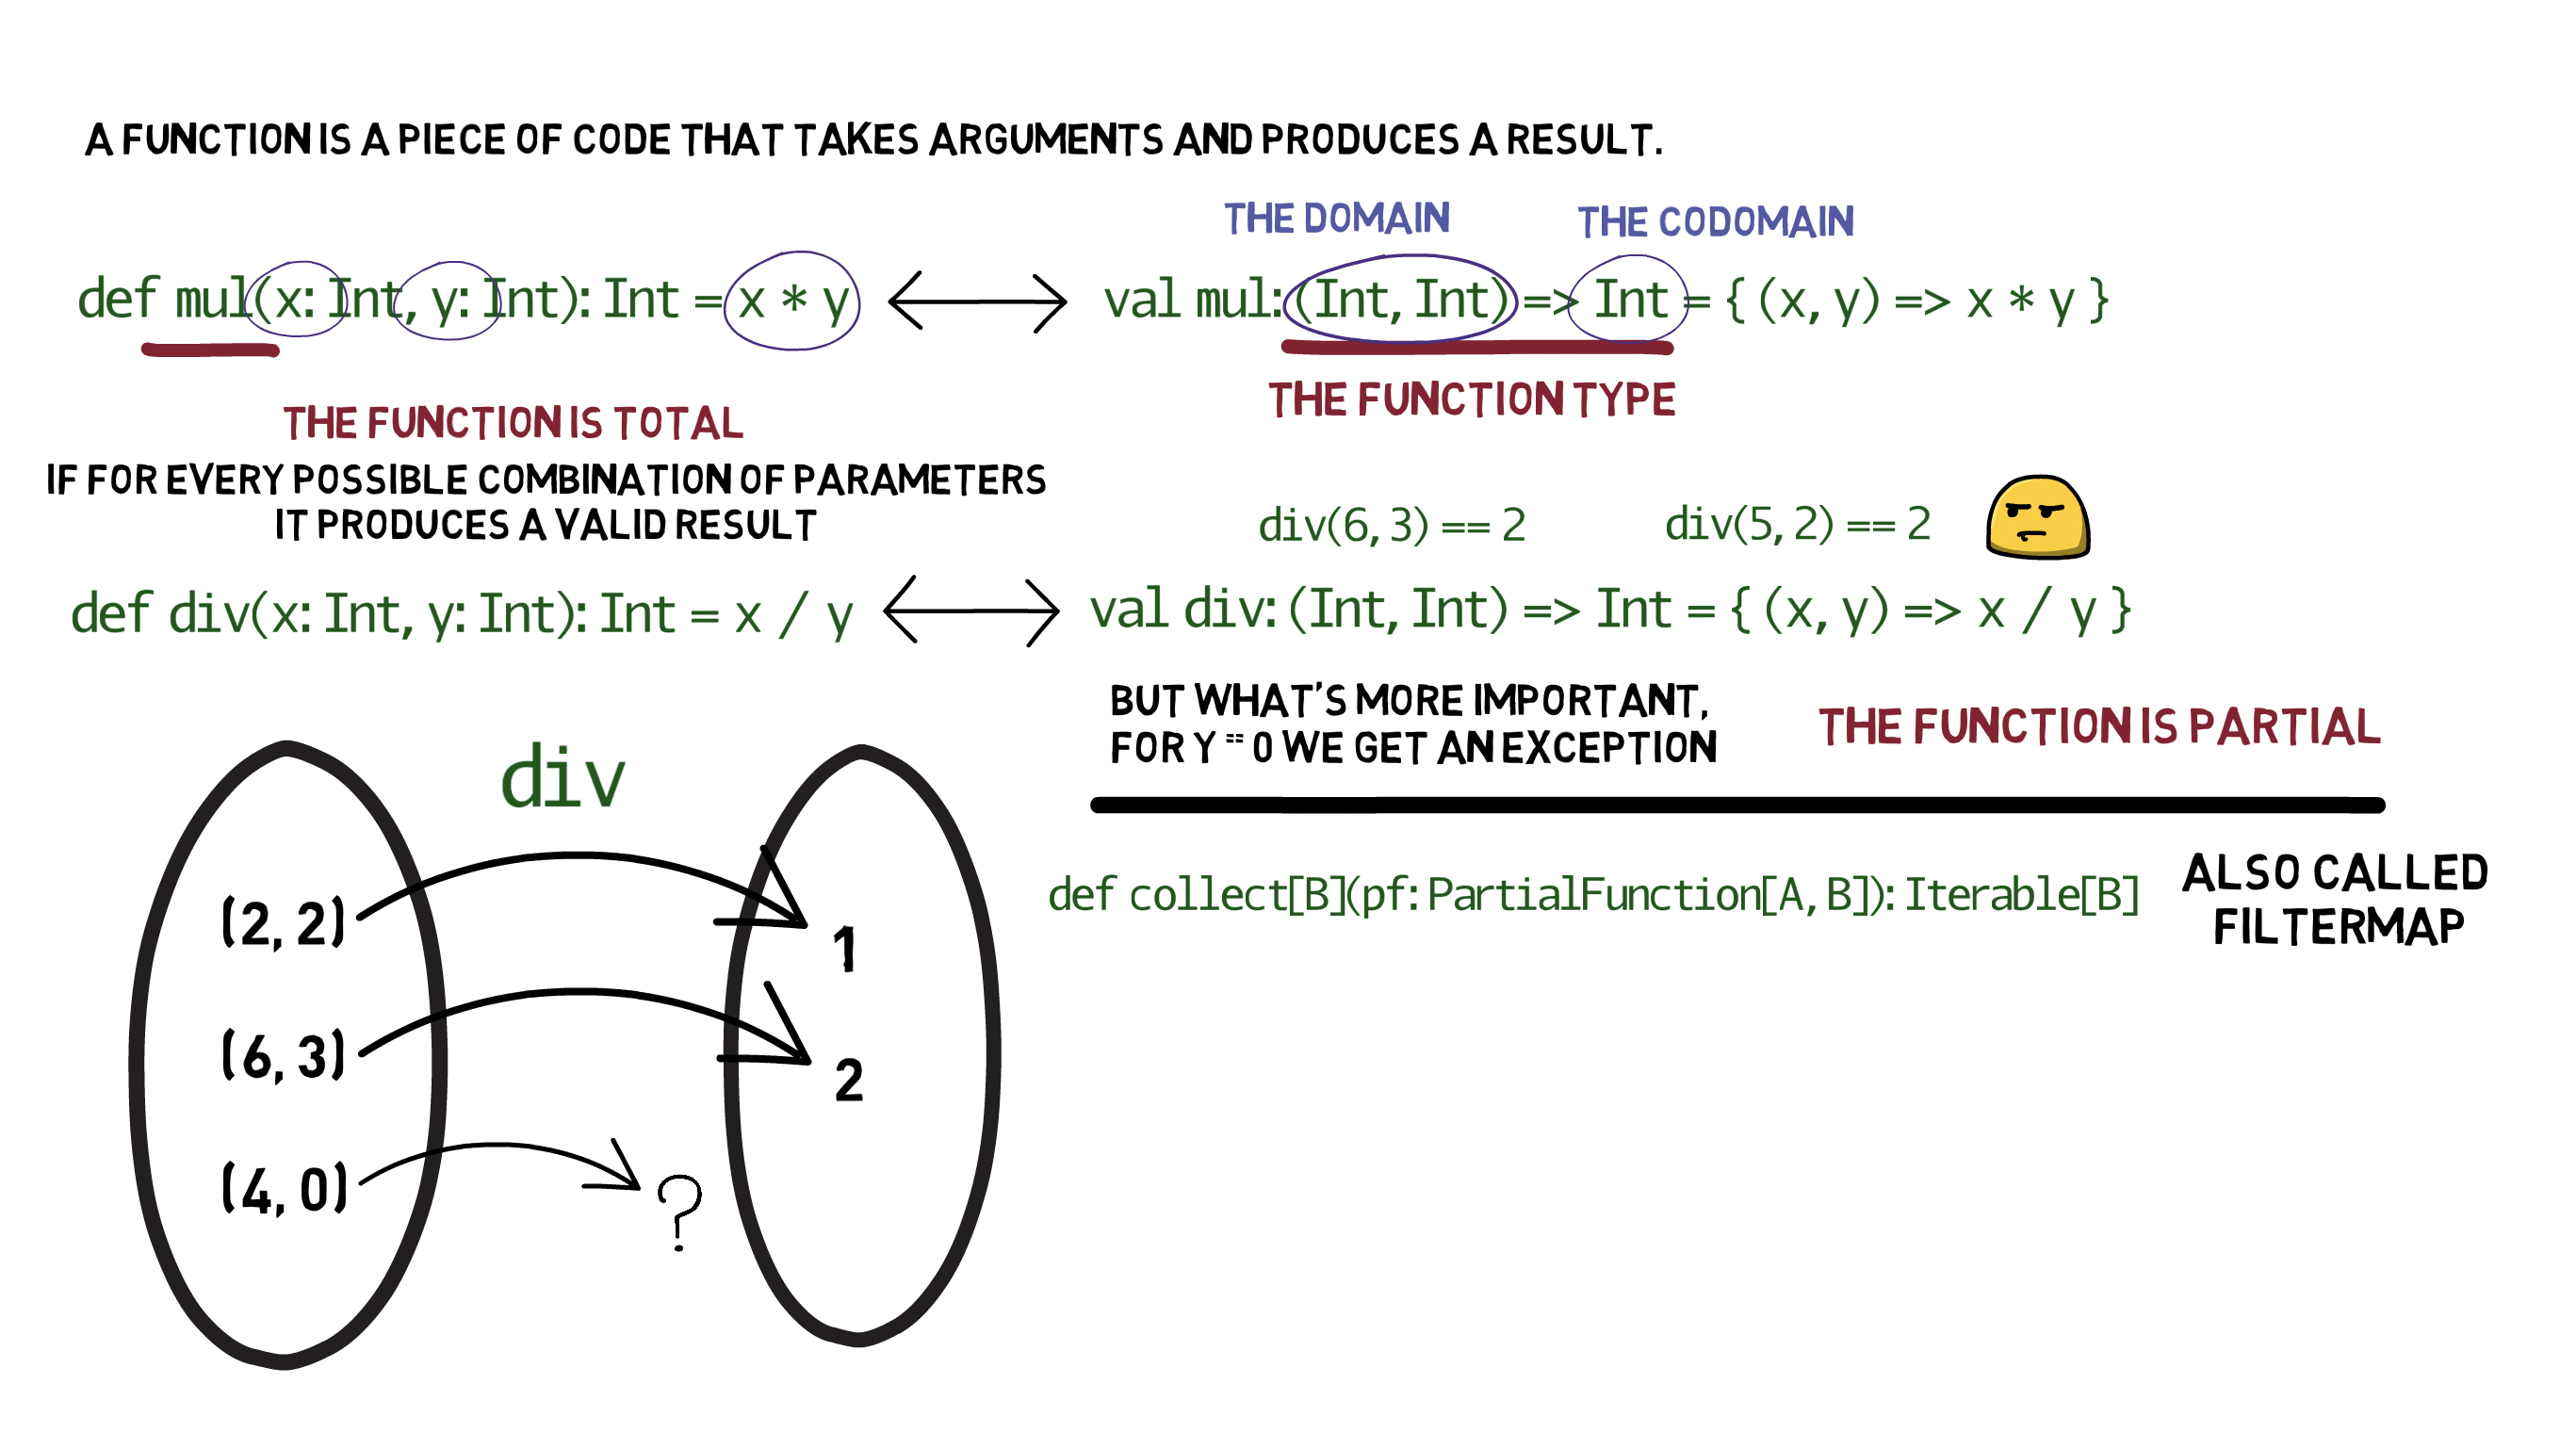 A FUNCTION IS A PIECE OF CODE THAT TAKES ARGUMENTS AND PRODUCES A RESULT.
THE DOMAIN
THE CODOMAIN
def mul(x: Int, y: Int): Int = x * y
val mul: (Int, Int) => Int = { (x, y) => x * y }
THE FUNCTION TYPE
THE FUNCTION IS TOTAL
IF FOR EVERY POSSIBLE COMBINATION OF PARAMETERS
IT PRODUCES A VALID RESULT
div(6, 3) == 2
div(5, 2) == 2
def div(x: Int, y: Int): Int = x / y
val div: (Int, Int) => Int = { (x, y) => x / y }
BUT WHAT'S MORE IMPORTANT,
FOR Y == 0 WE GET AN EXCEPTION
THE FUNCTION IS PARTIAL
div
(2, 2)
1
(6, 3)
2
(4, 0)
?
def collect[B](pf: PartialFunction[A, B]): Iterable[B]
ALSO CALLED
FILTERMAP